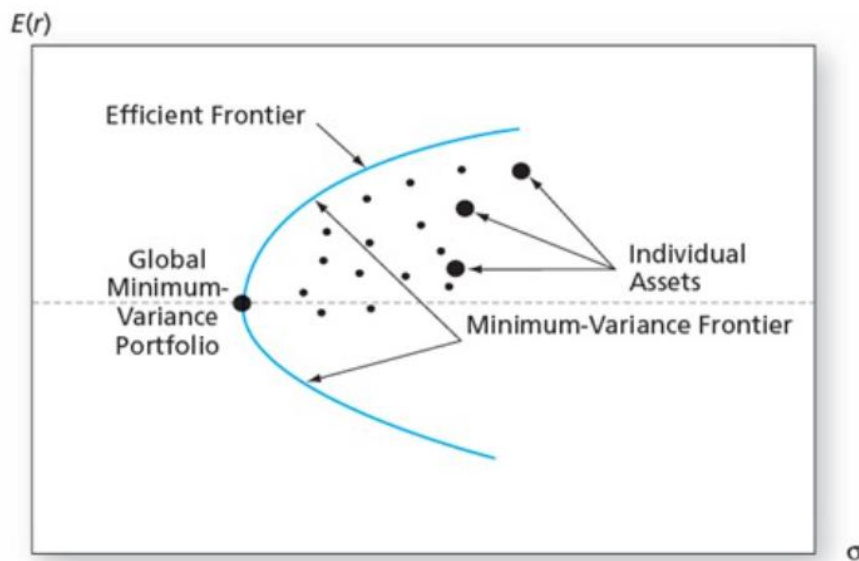 E(r)
Efficient Frontier
Global
Minimum-
Variance
Portfolio
Individual
Assets
Minimum-Variance Frontier
σ